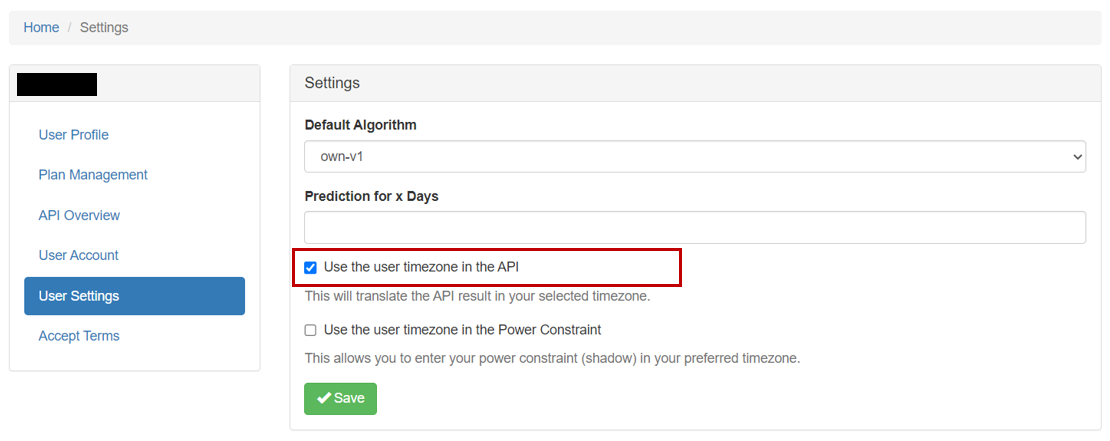 Home / Settings
Settings
User Profile
Plan Management
API Overview
User Account
User Settings
Accept Terms
Default Algorithm
own-v1
Prediction for x Days
Use the user timezone in the API
This will translate the API result in your selected timezone.
Use the user timezone in the Power Constraint
This allows you to enter your power constraint (shadow) in your preferred timezone.
Save